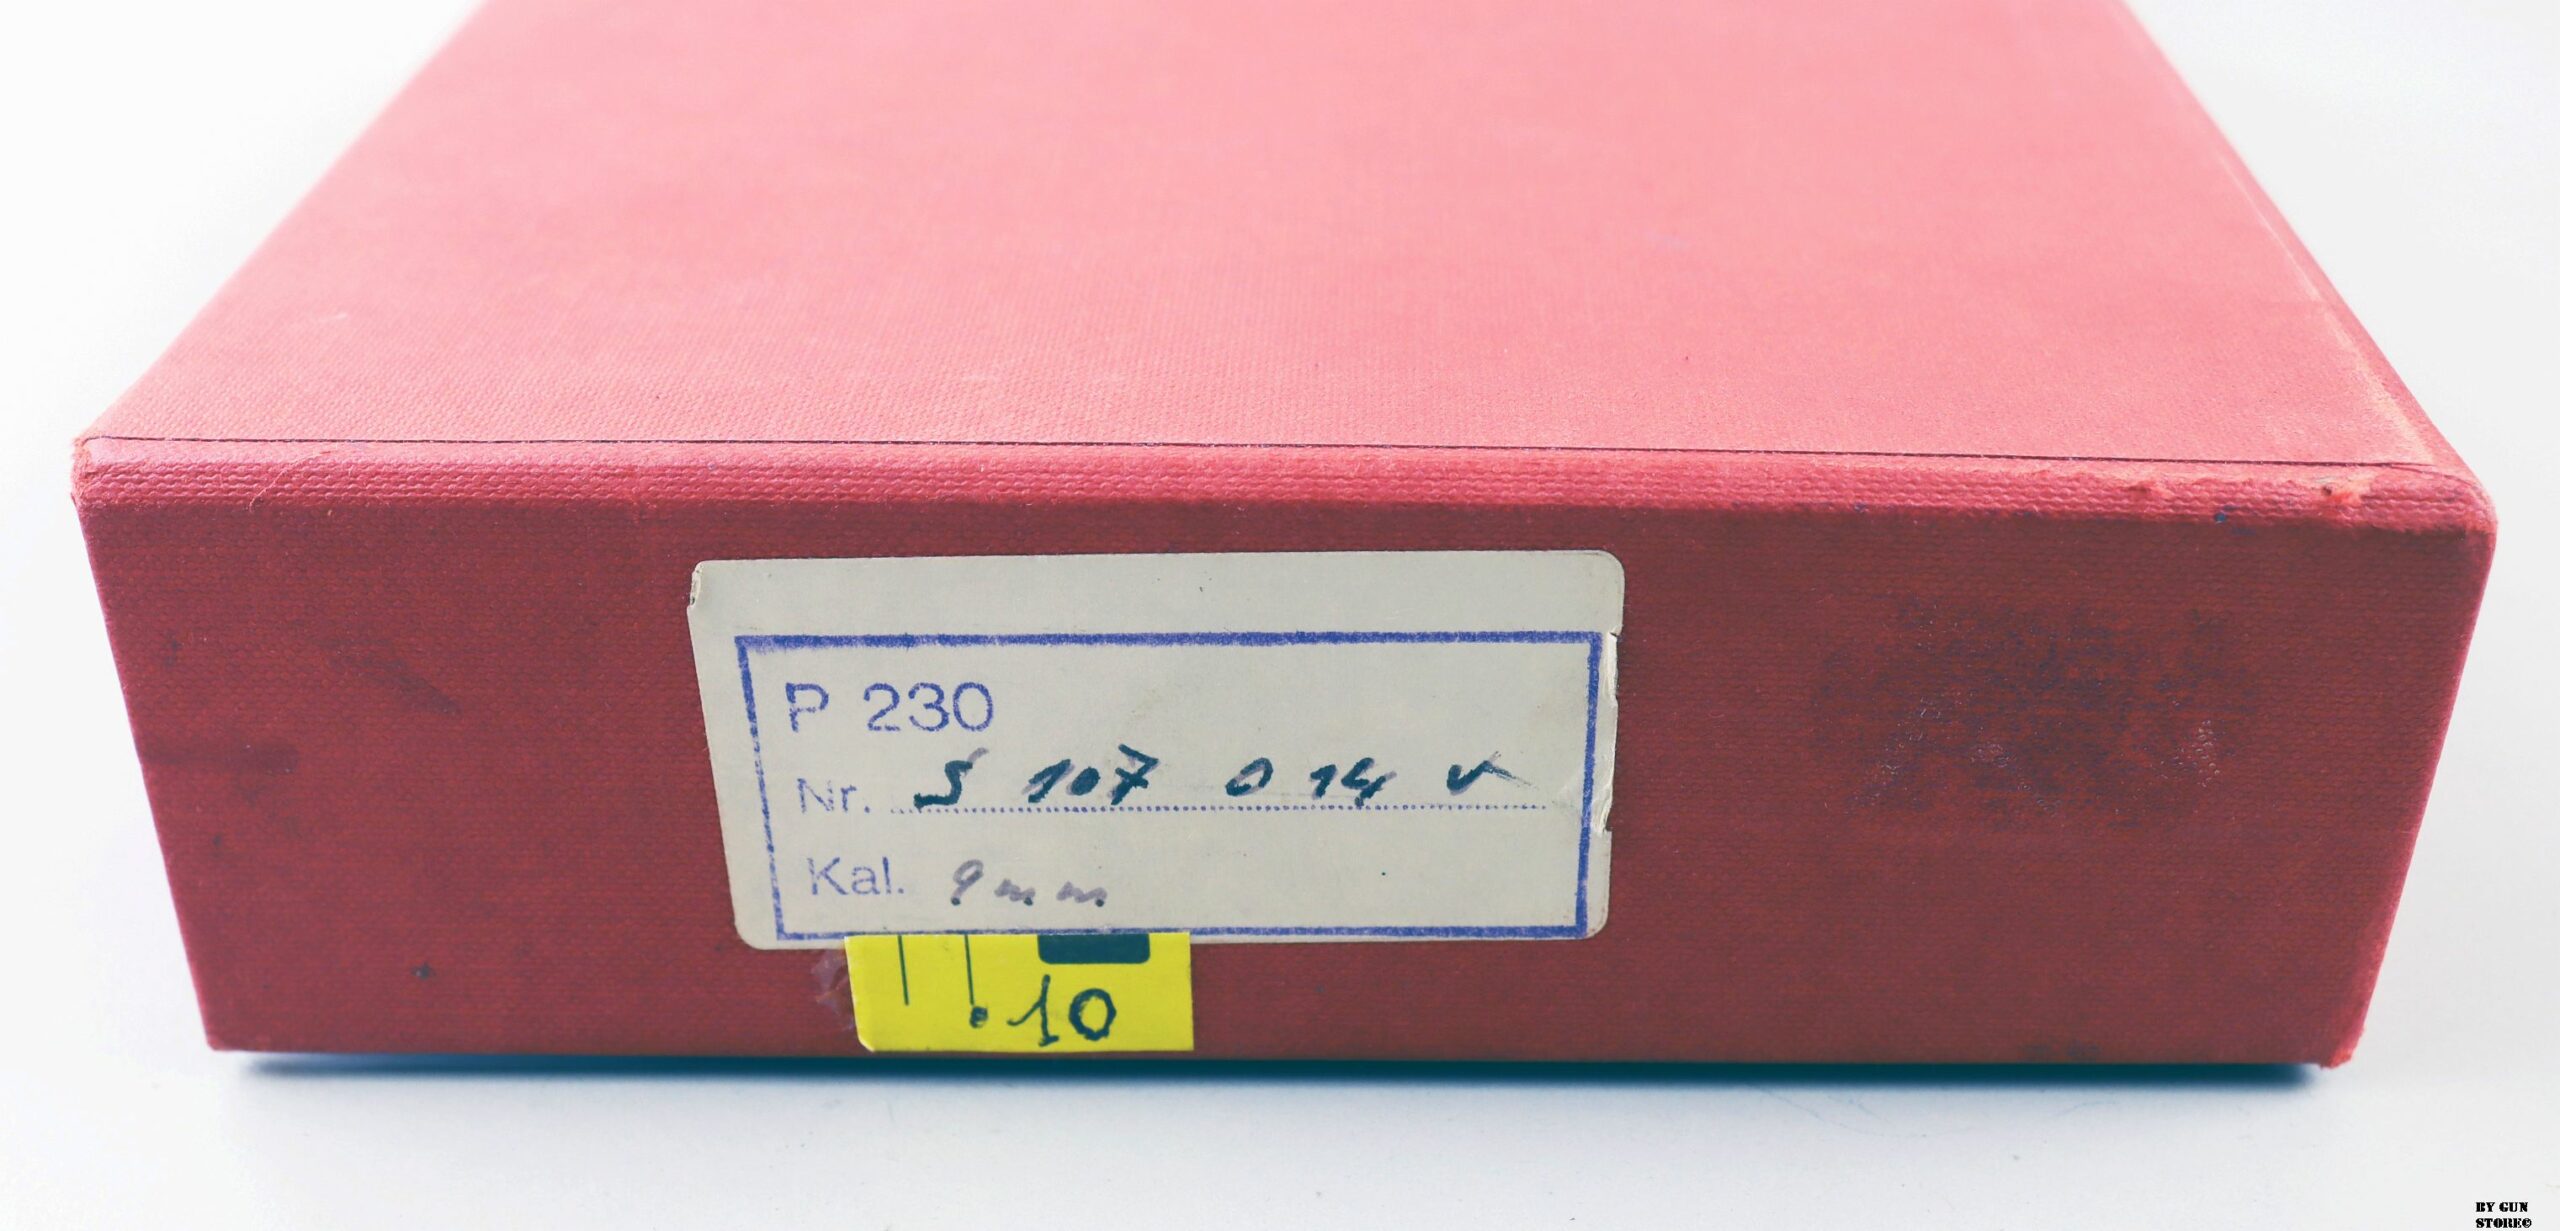 P 230
Nr. S 107 014 v
Kal. 9mm
.10
BY GUN
STORE©